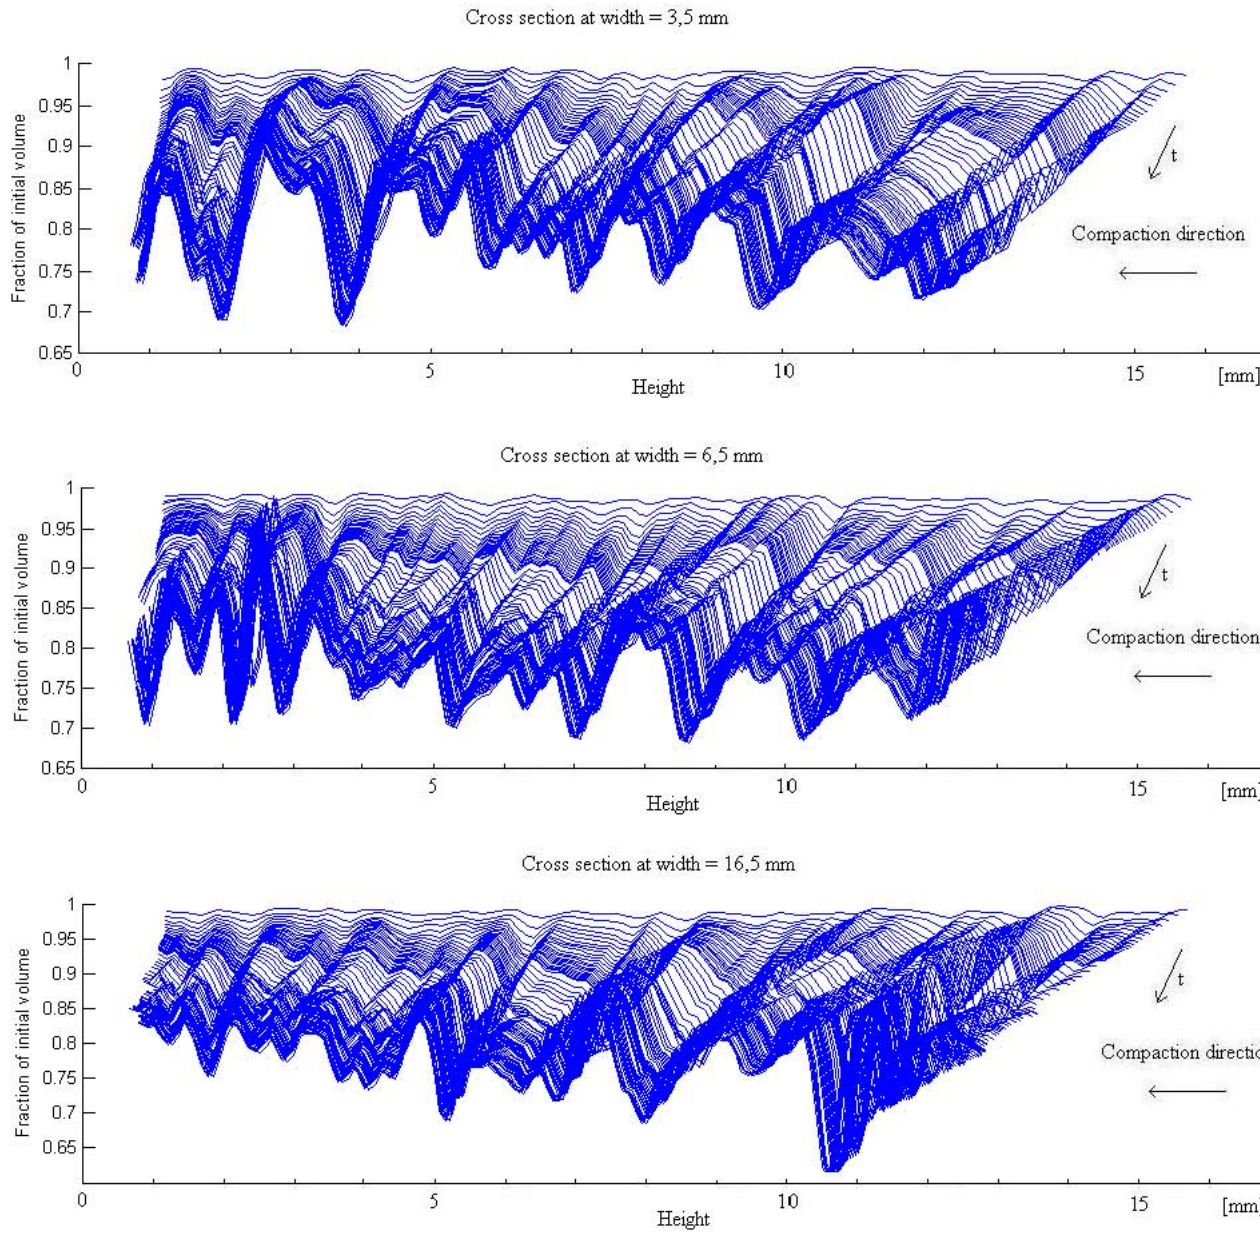 Cross section at width = 3,5 mm
1
0.95
0.9
0.85
0.8
0.75
0.7
0.65
Fraction of initial volume
t
Compaction direction
0 5 10 15 [mm]
Height
Cross section at width = 6,5 mm
1
0.95
0.9
0.85
0.8
0.75
0.7
0.65
Fraction of initial volume
t
Compaction direction
0 5 10 15 [mm]
Height
Cross section at width = 16,5 mm
1
0.95
0.9
0.85
0.8
0.75
0.7
0.65
Fraction of initial volume
t
Compaction directio
0 5 10 15 [mm]
Height